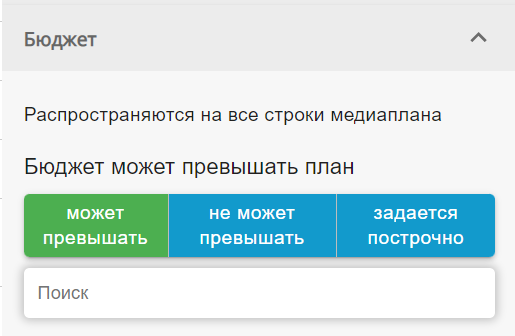 Бюджет
Распространяются на все строки медиаплана
Бюджет может превышать план
может не может задается
превышать превышать построчно
Поиск